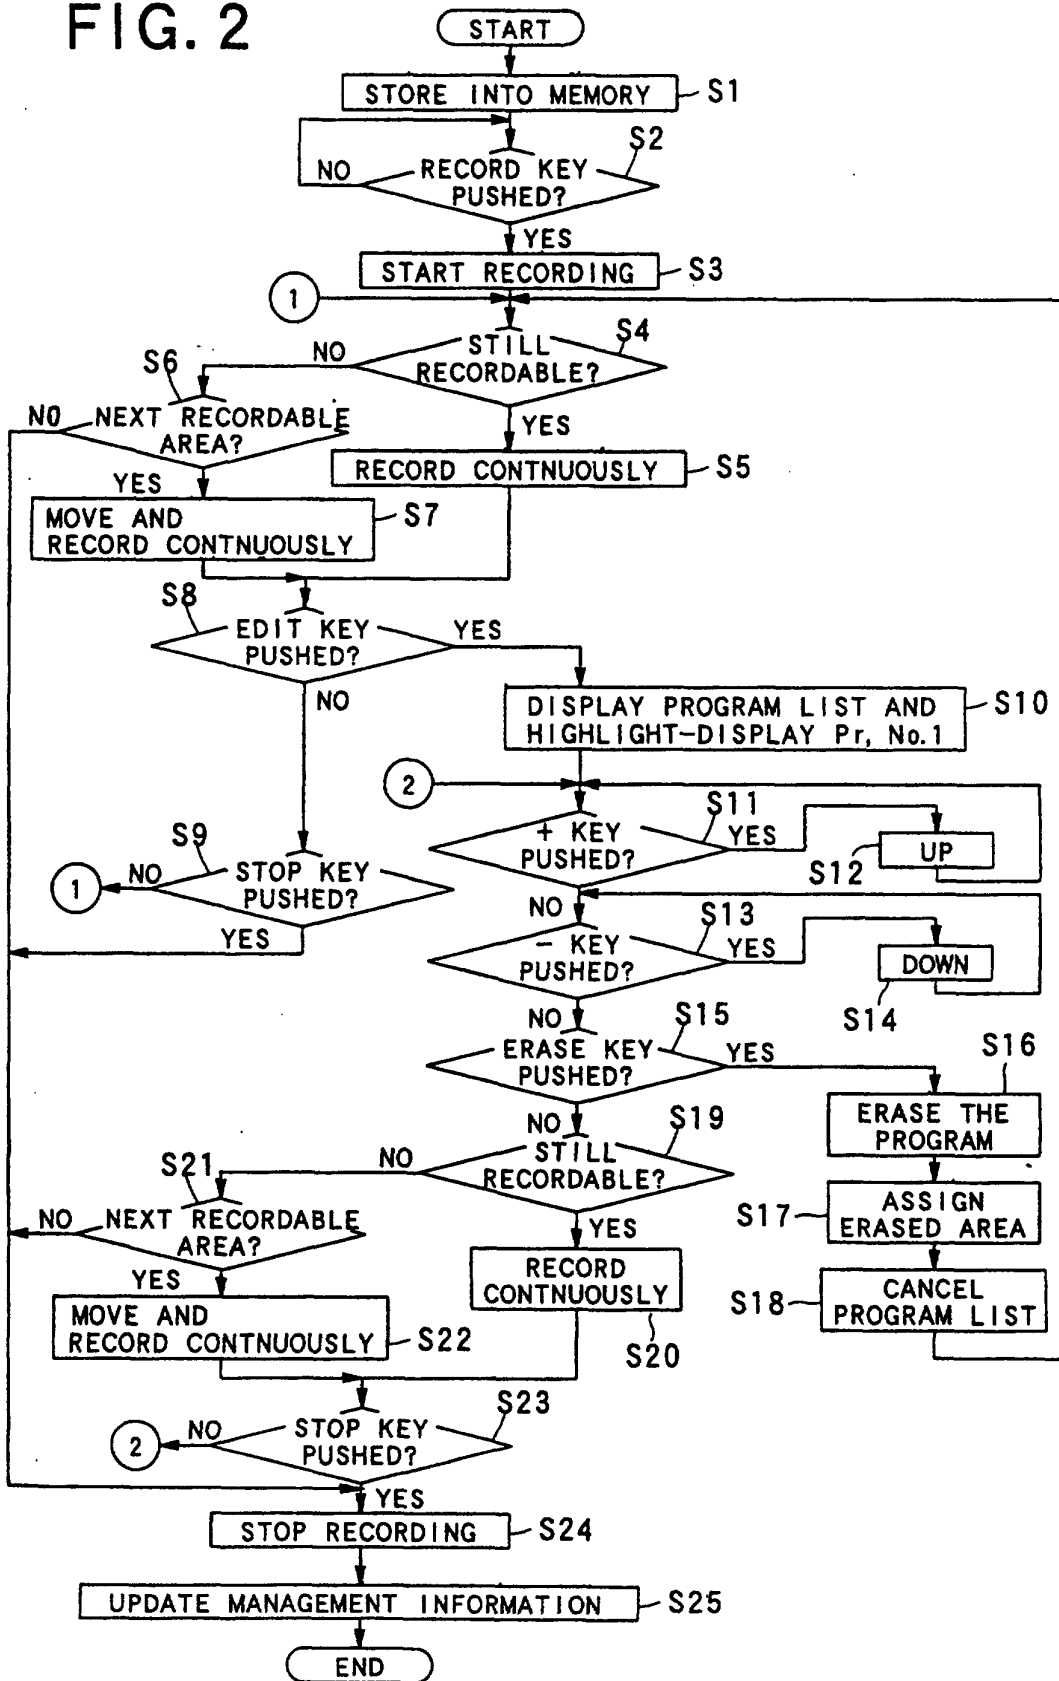 FIG. 2
START
STORE INTO MEMORY
S1
S2
RECORD KEY
PUSHED?
NO
YES
START RECORDING
S3
1
S4
STILL
RECORDABLE?
NO
YES
S6
NEXT RECORDABLE
AREA?
NO
YES
RECORD CONTNUOUSLY
S5
MOVE AND
RECORD CONTNUOUSLY
S7
S8
EDIT KEY
PUSHED?
YES
NO
DISPLAY PROGRAM LIST AND
HIGHLIGHT-DISPLAY Pr, No.1
S10
2
S11
+ KEY
PUSHED?
YES
UP
S12
NO
S9
STOP KEY
PUSHED?
NO
1
YES
S13
- KEY
PUSHED?
YES
DOWN
S14
NO
S15
ERASE KEY
PUSHED?
YES
S16
ERASE THE
PROGRAM
NO
S19
STILL
RECORDABLE?
NO
YES
S17
ASSIGN
ERASED AREA
S21
NEXT RECORDABLE
AREA?
NO
YES
RECORD
CONTNUOUSLY
S20
S18
CANCEL
PROGRAM LIST
MOVE AND
RECORD CONTNUOUSLY
S22
S23
STOP KEY
PUSHED?
NO
2
YES
STOP RECORDING
S24
UPDATE MANAGEMENT INFORMATION
S25
END